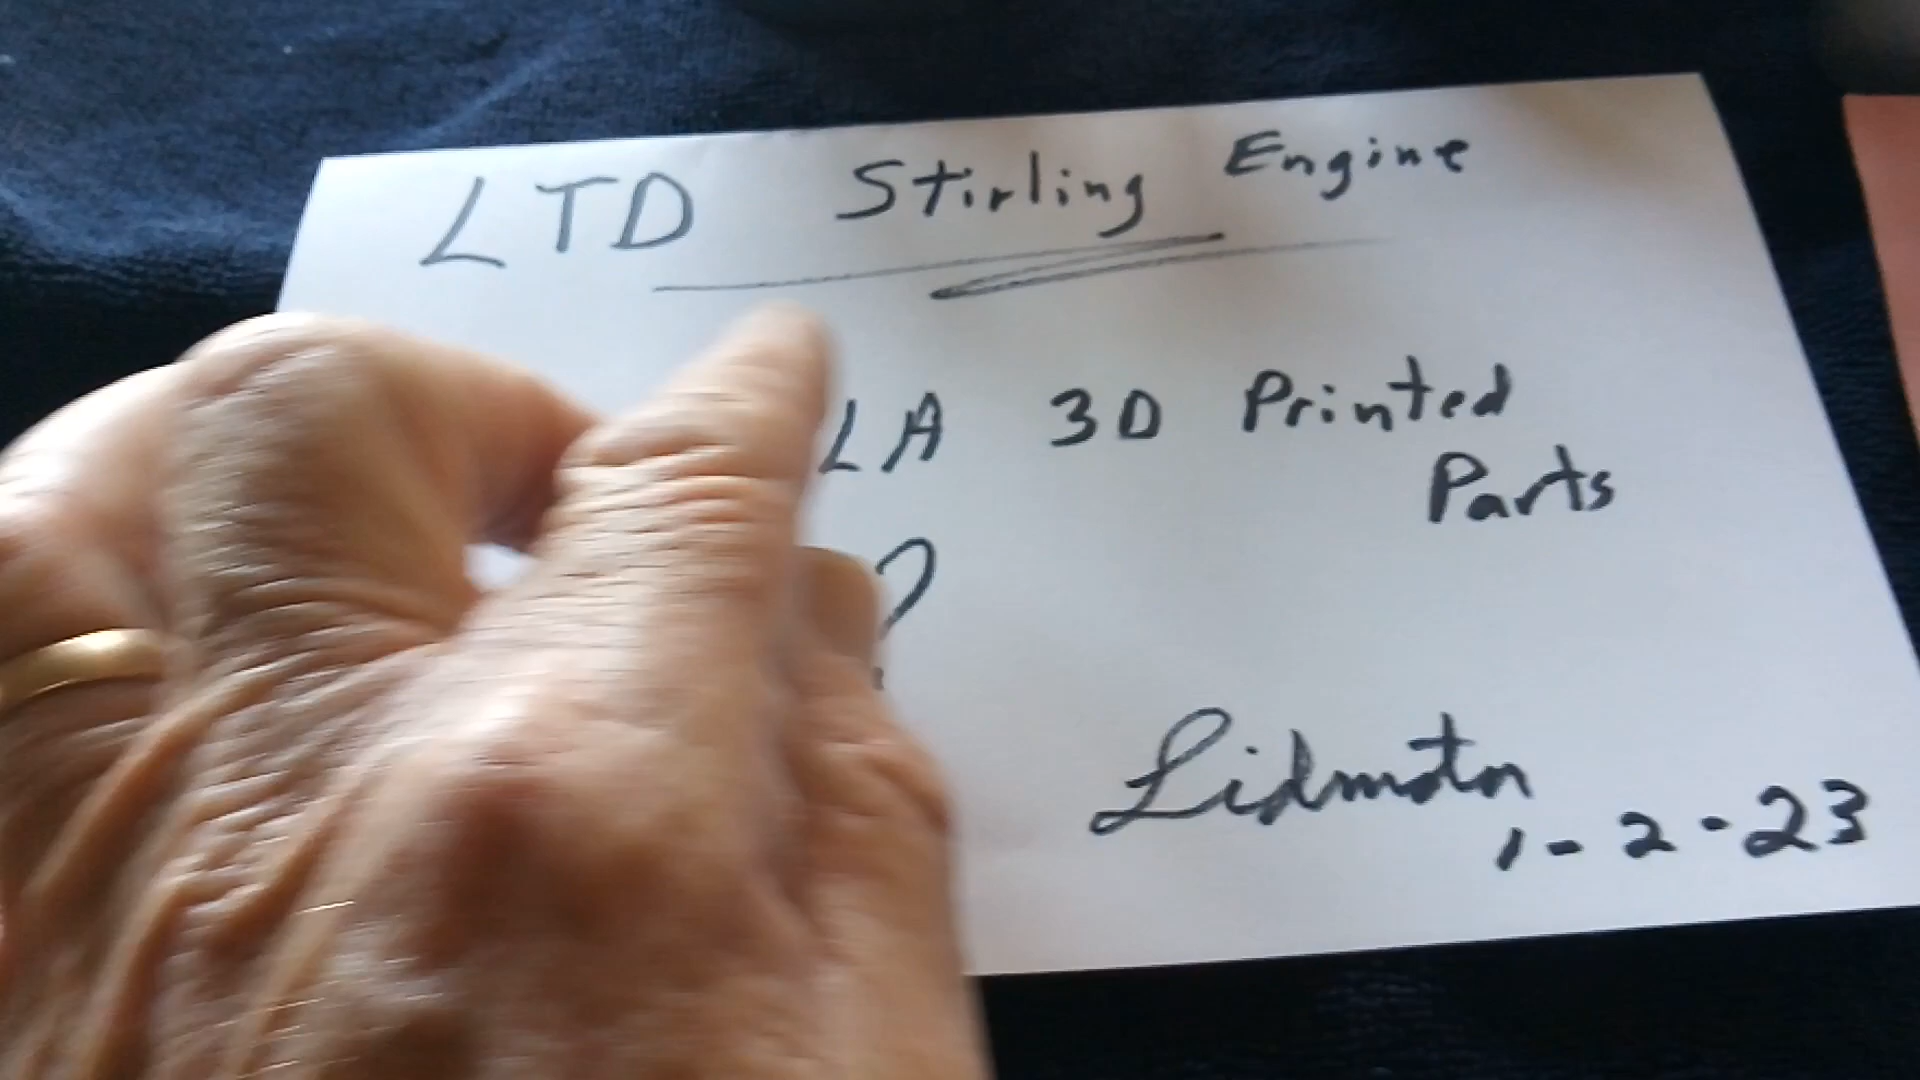 LTD Stirling Engine
LA 3D Printed
Parts
?
Lidmotor
1-2-23